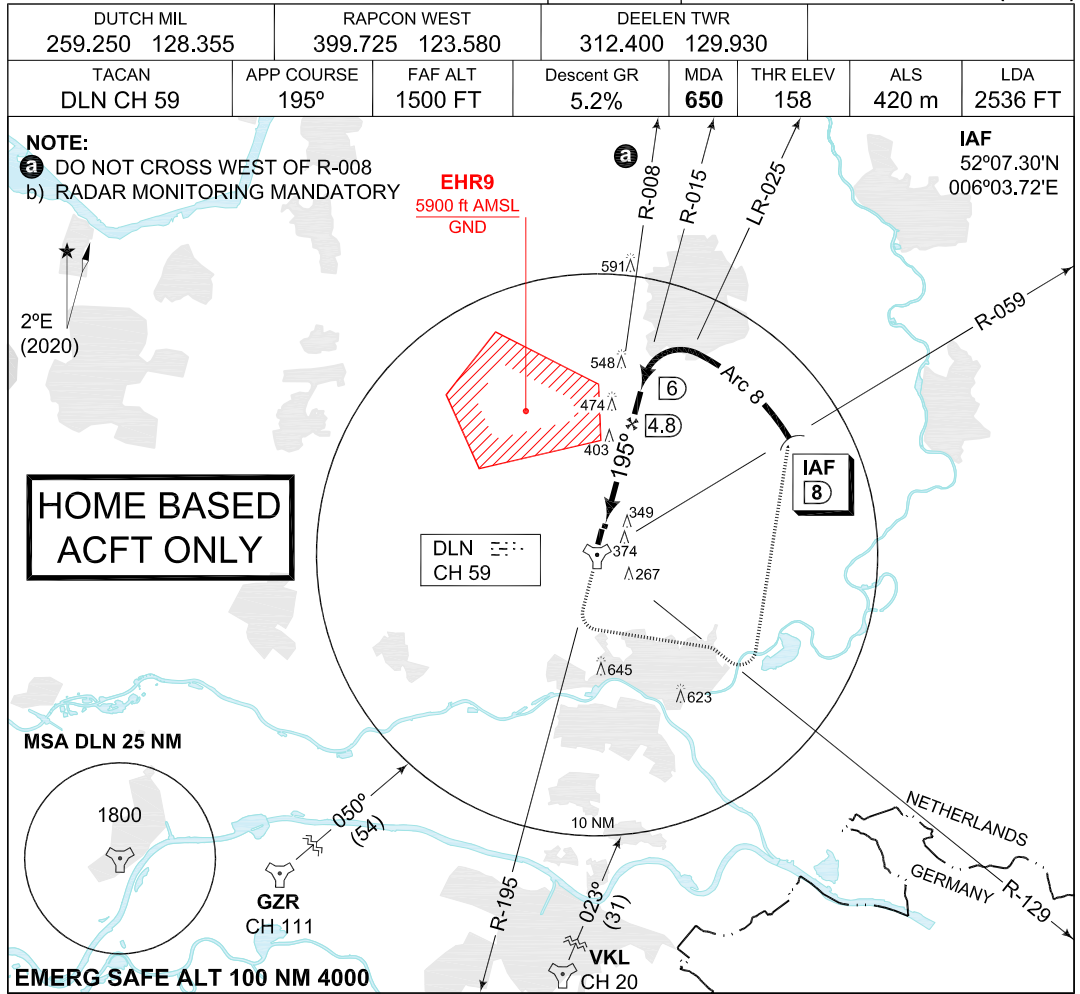 DUTCH MIL
259.250 128.355
RAPCON WEST
399.725 123.580
DEELEN TWR
312.400 129.930
TACAN
DLN CH 59
APP COURSE
195º
FAF ALT
1500 FT
Descent GR
5.2%
MDA
650
THR ELEV
158
ALS
420 m
LDA
2536 FT
NOTE:
a DO NOT CROSS WEST OF R-008
b) RADAR MONITORING MANDATORY
EHR9
5900 ft AMSL
GND
a
R-008
R-015
LR-025
IAF
52º07.30'N
006º03.72'E
2ºE
(2020)
591
R-059
548
Arc 8
6
474
4.8
403
195º
IAF
8
HOME BASED
ACFT ONLY
349
374
DLN
CH 59
267
645
623
MSA DLN 25 NM
1800
050º
(54)
GZR
CH 111
10 NM
R-195
023º
(31)
VKL
CH 20
NETHERLANDS
GERMANY
R-129
EMERG SAFE ALT 100 NM 4000